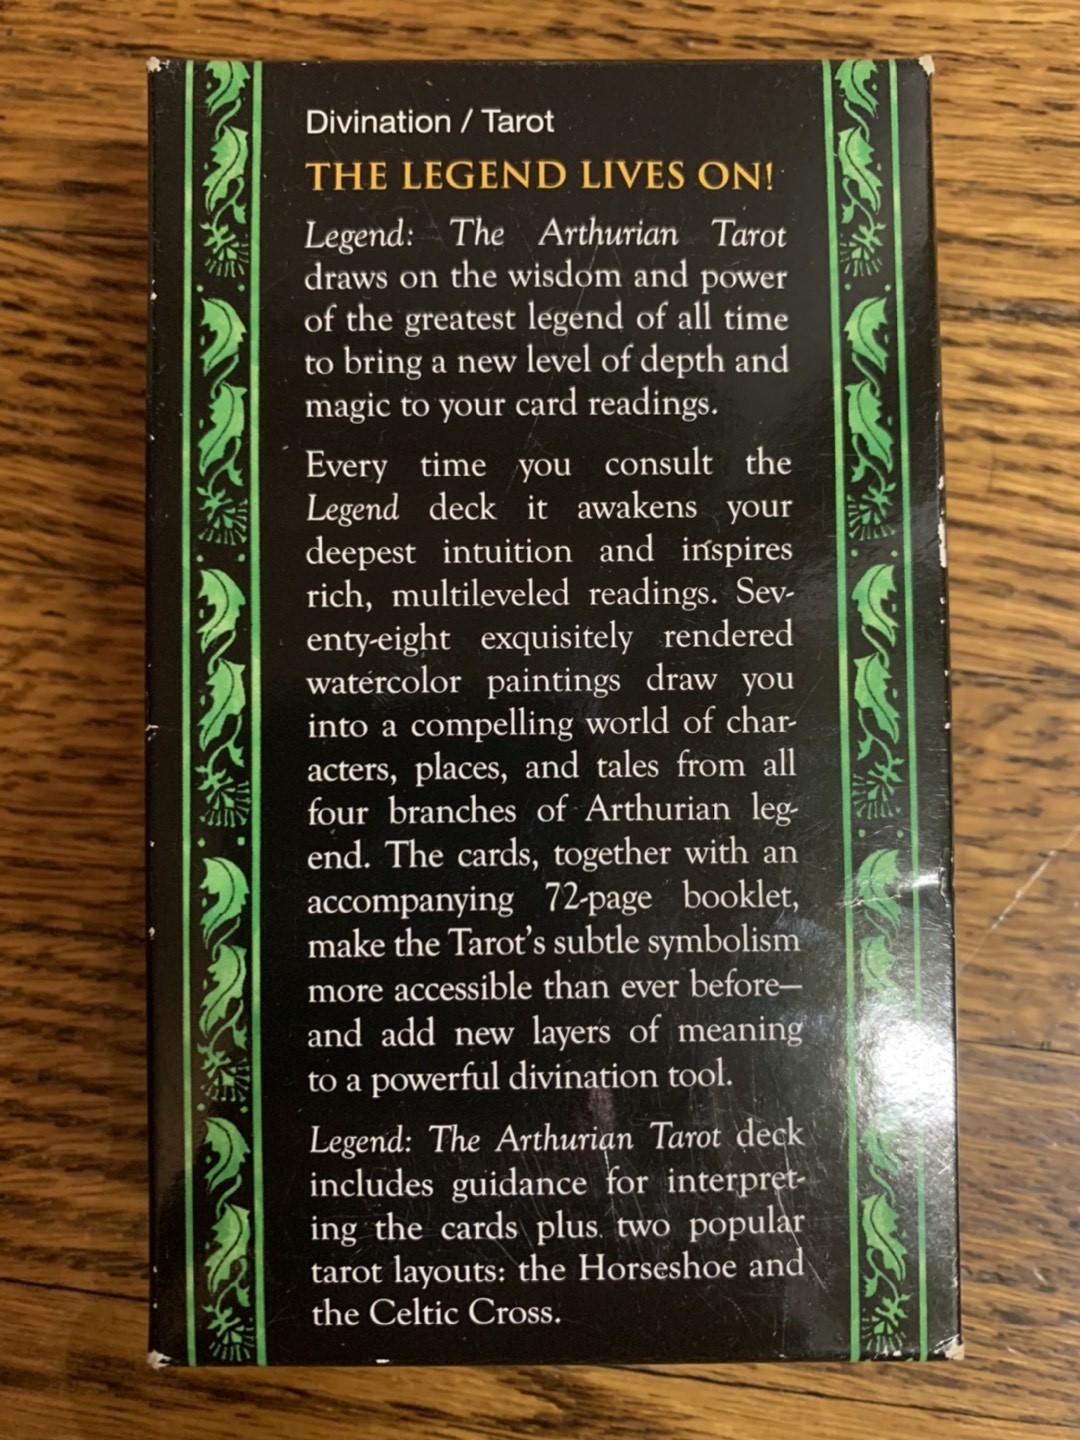 Divination / Tarot
THE LEGEND LIVES ON!
Legend: The Arthurian Tarot
draws on the wisdom and power
of the greatest legend of all time
to bring a new level of depth and
magic to your card readings.
Every time you consult the
Legend deck it awakens your
deepest intuition and inspires
rich, multileveled readings. Sev-
enty-eight exquisitely rendered
watercolor paintings draw you
into a compelling world of char-
acters, places, and tales from all
four branches of Arthurian leg-
end. The cards, together with an
accompanying 72-page booklet,
make the Tarot's subtle symbolism
more accessible than ever before—
and add new layers of meaning
to a powerful divination tool.
Legend: The Arthurian Tarot deck
includes guidance for interpret-
ing the cards plus two popular
tarot layouts: the Horseshoe and
the Celtic Cross.